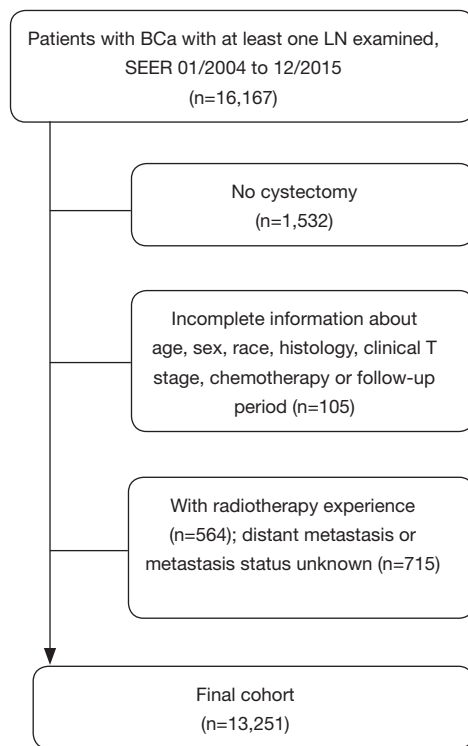 Patients with BCa with at least one LN examined,
SEER 01/2004 to 12/2015
(n=16,167)
No cystectomy
(n=1,532)
Incomplete information about
age, sex, race, histology, clinical T
stage, chemotherapy or follow-up
period (n=105)
With radiotherapy experience
(n=564); distant metastasis or
metastasis status unknown (n=715)
Final cohort
(n=13,251)